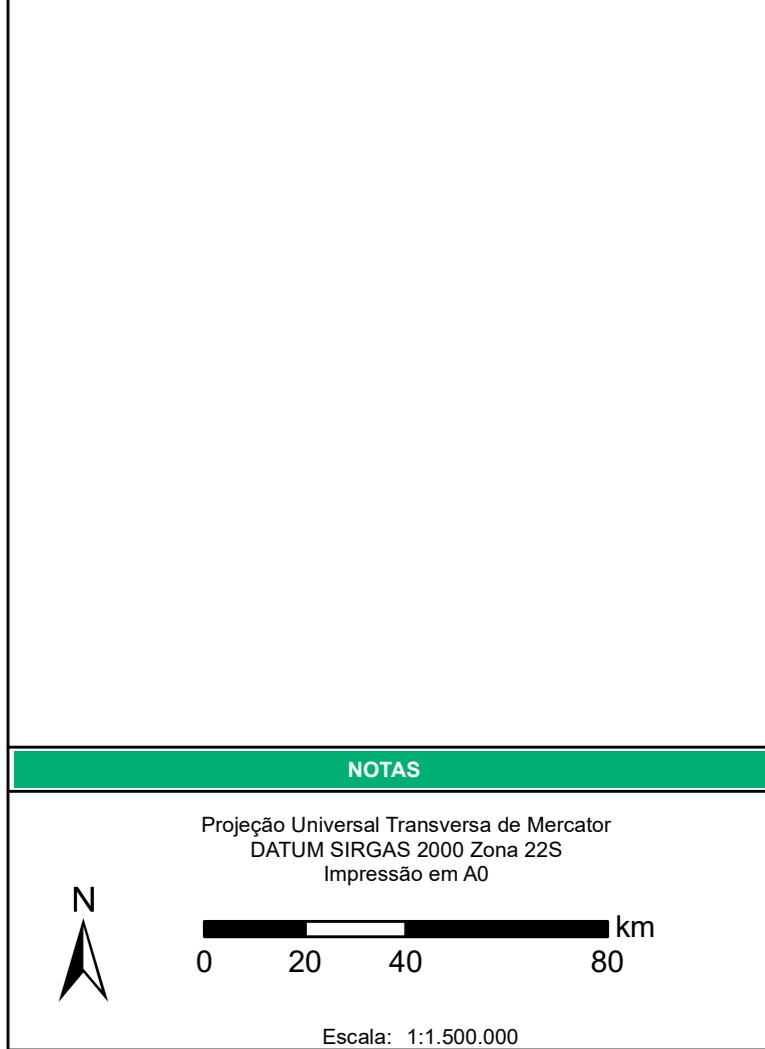 NOTAS
Projeção Universal Transversa de Mercator
DATUM SIRGAS 2000 Zona 22S
Impressão em A0
N
km
0 20 40 80
Escala: 1:1.500.000